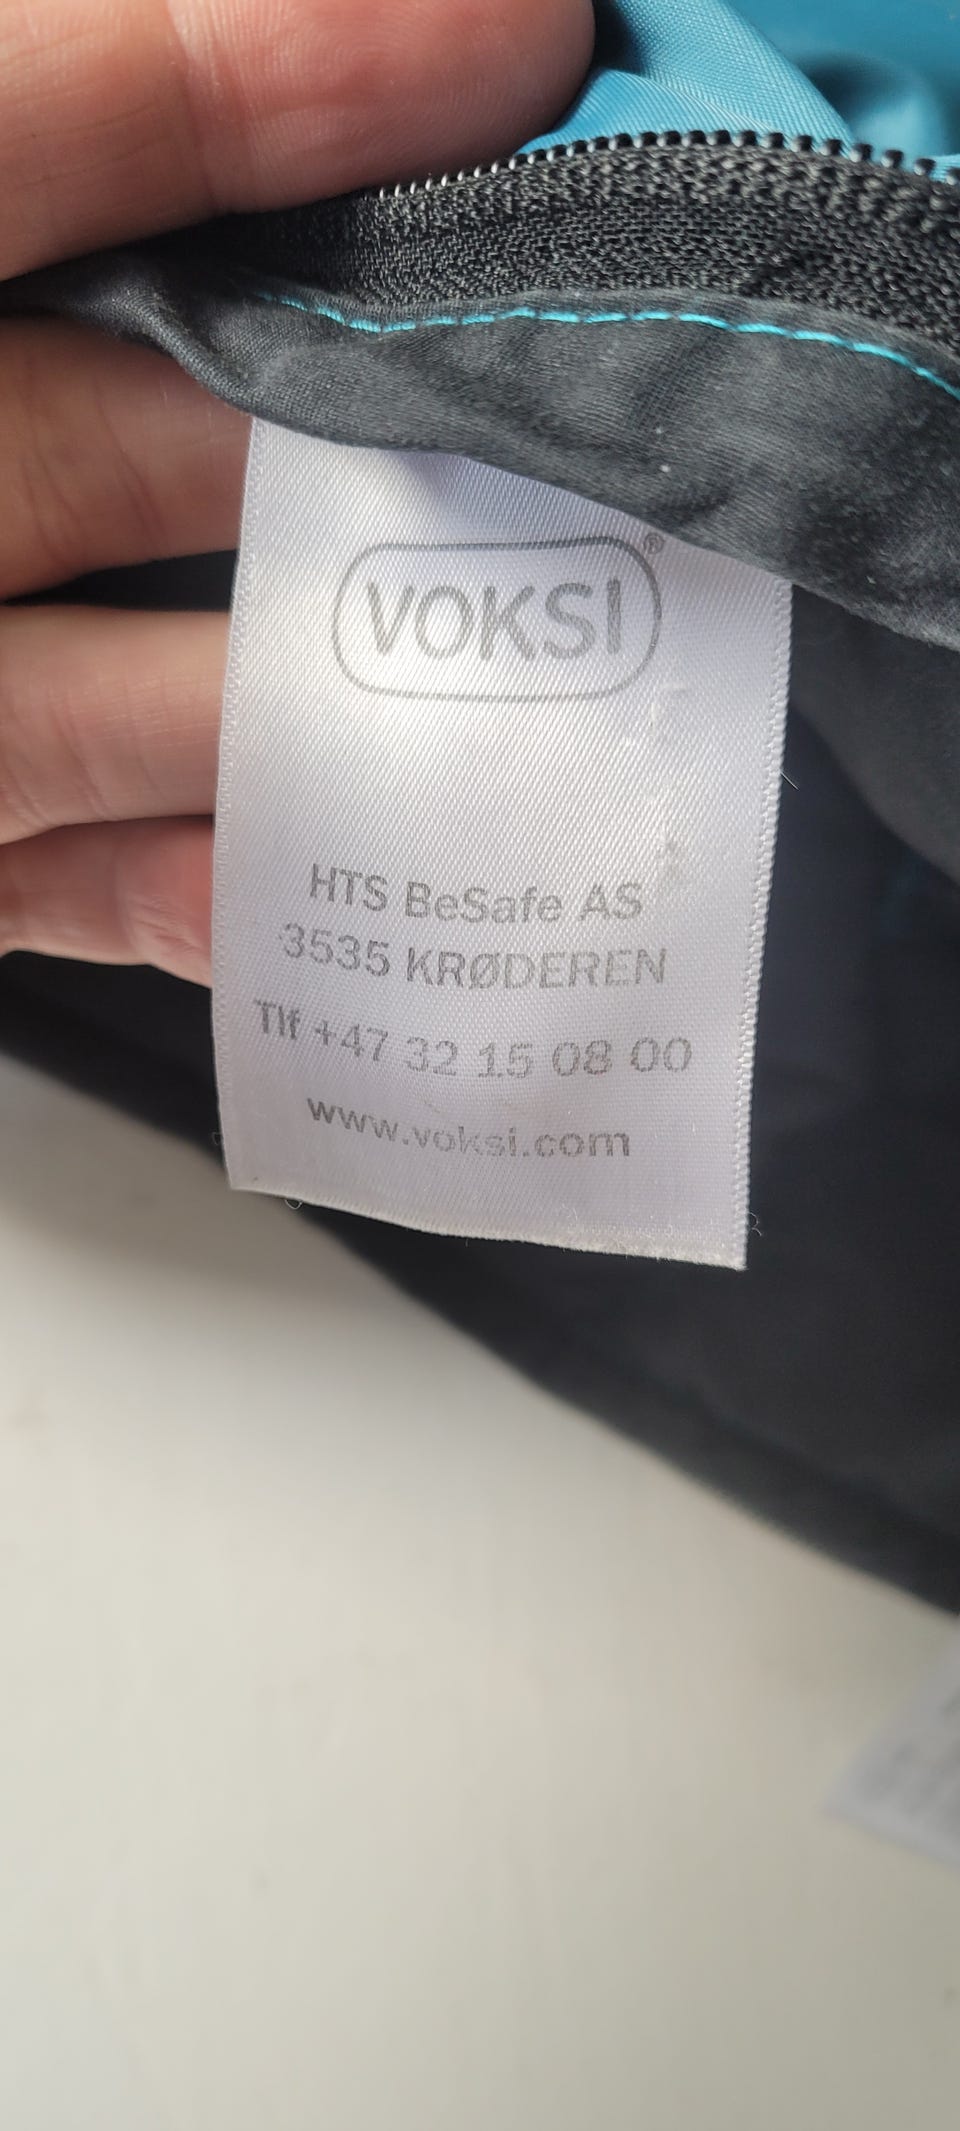 VOKSI®
HTS BeSafe AS
3535 KRØDEREN
Tlf +47 32 15 08 00
www.voksi.com